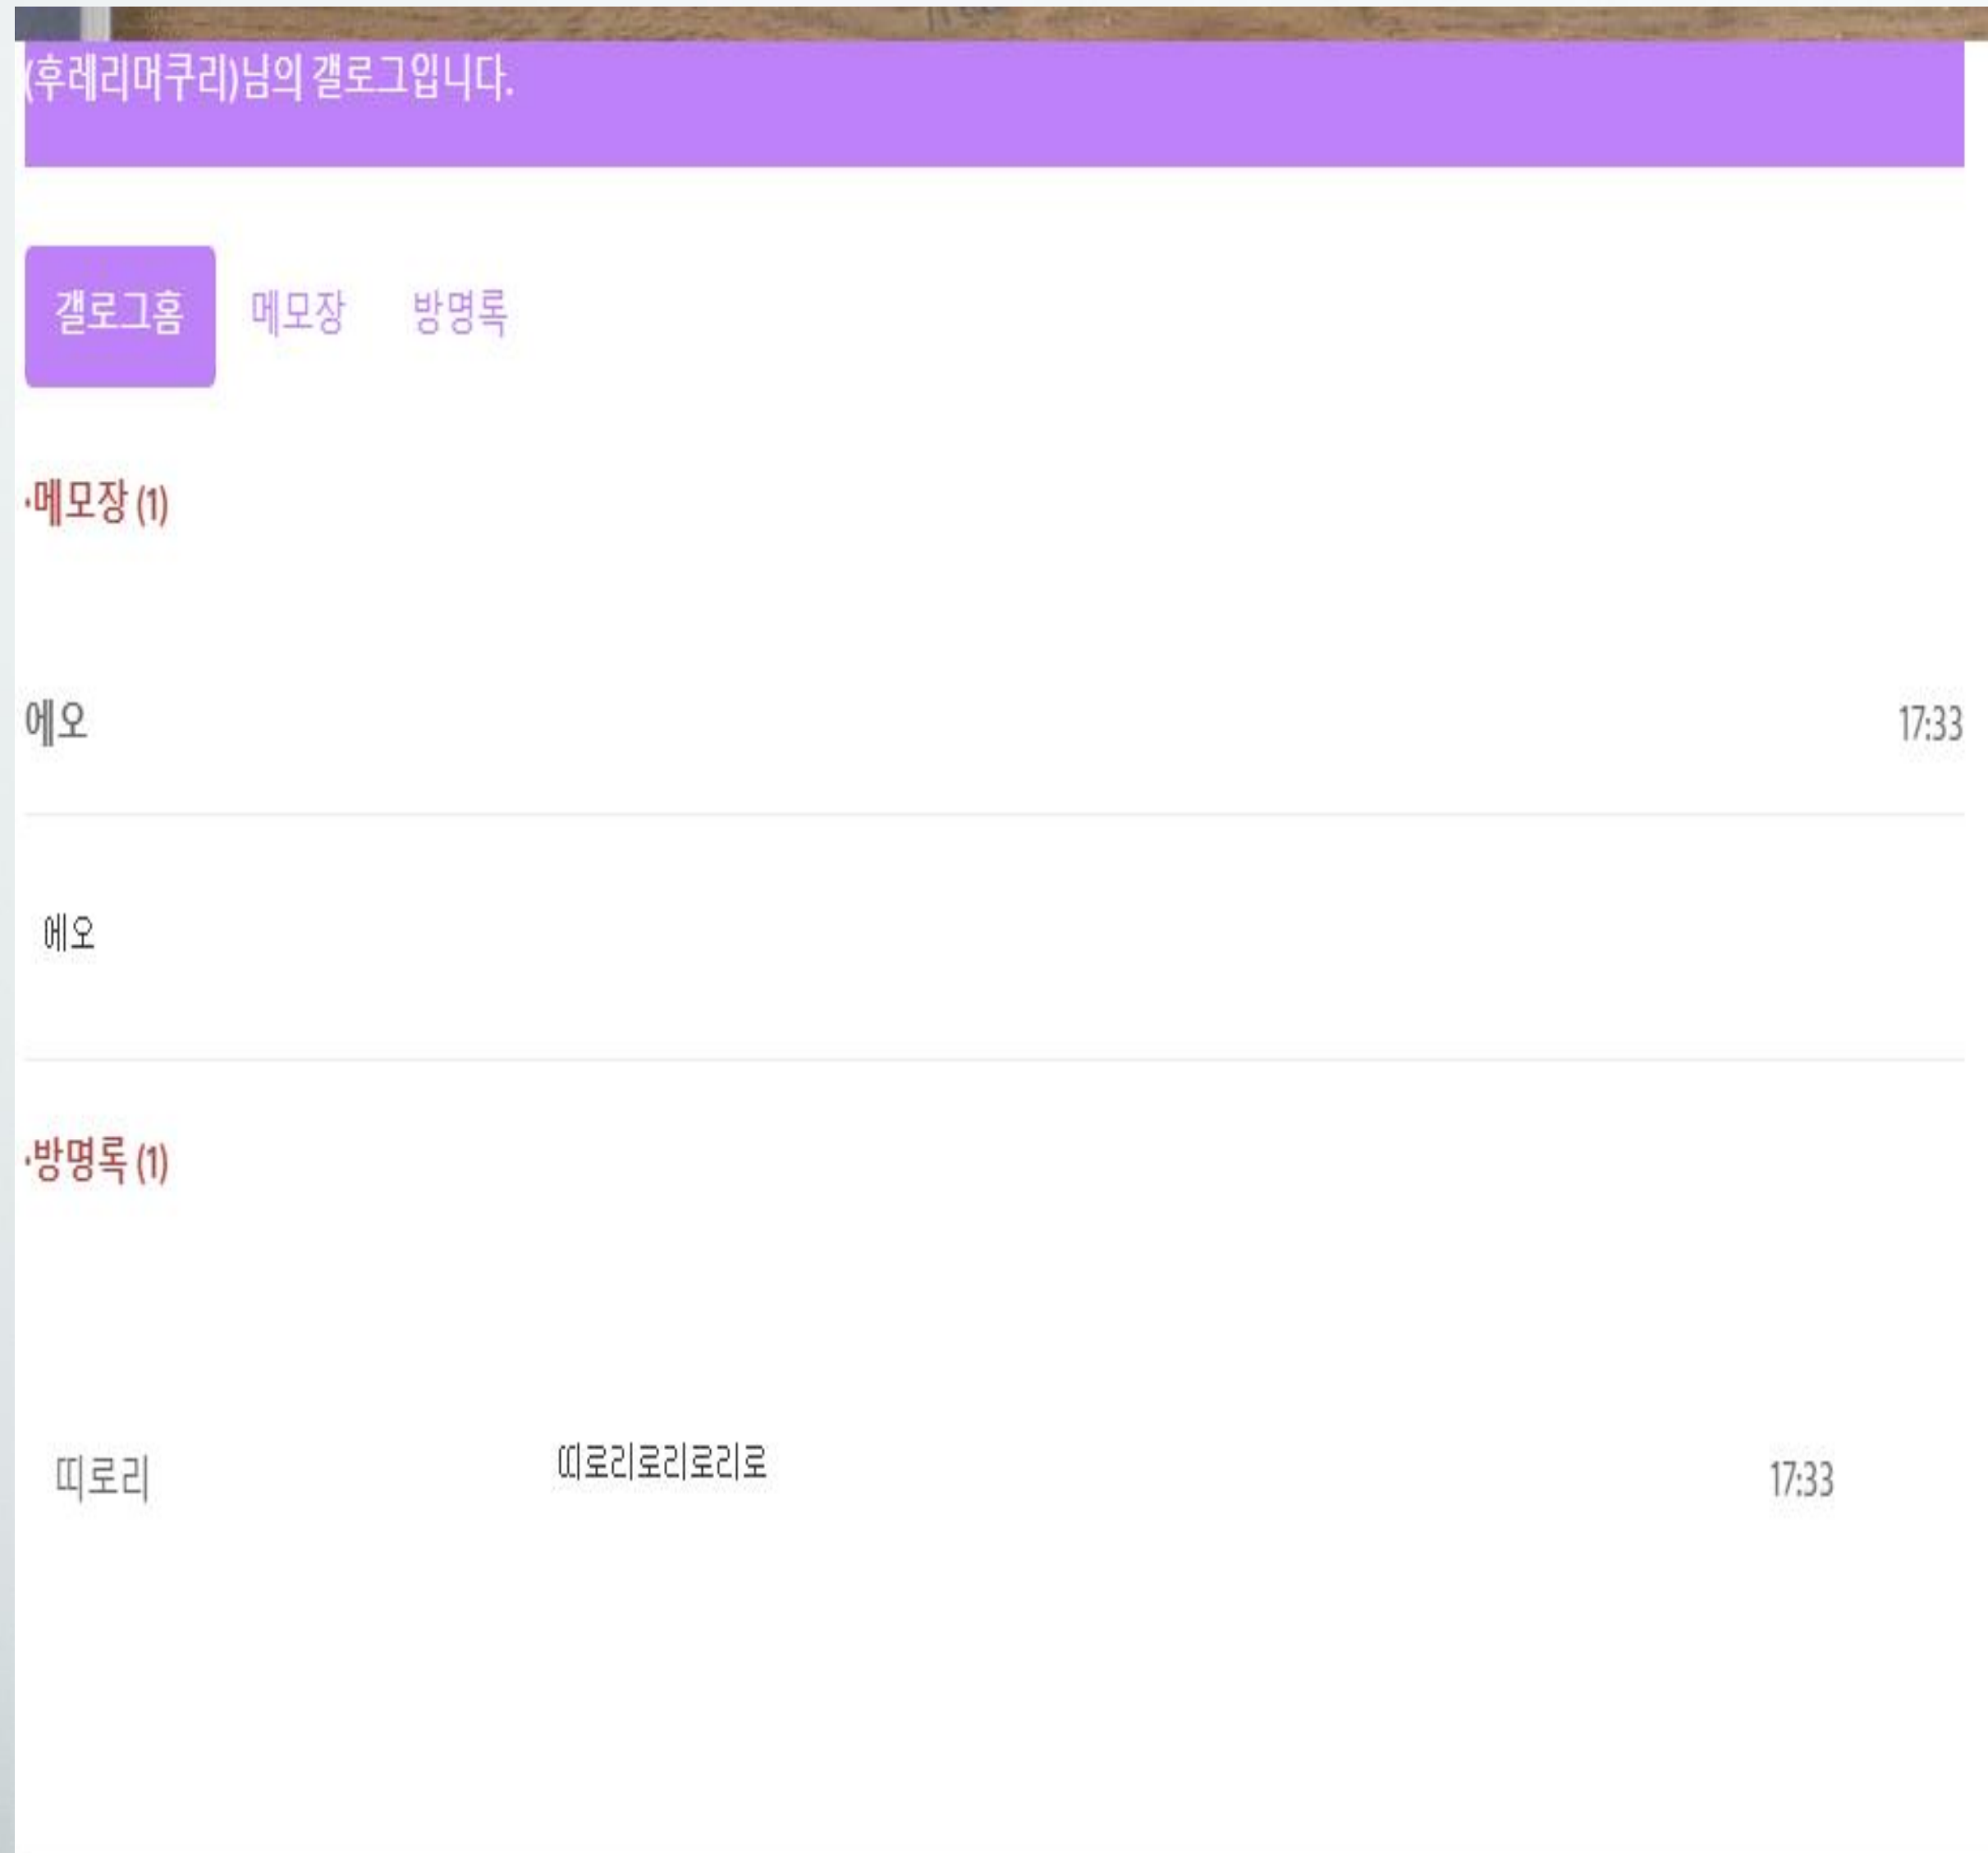 (후레리머쿠리)님의 갤로그입니다.
갤로그홈 메모장 방명록
·메모장 (1)
에오 17:33
에오
·방명록 (1)
띠로리 띠로리로리로리로 17:33